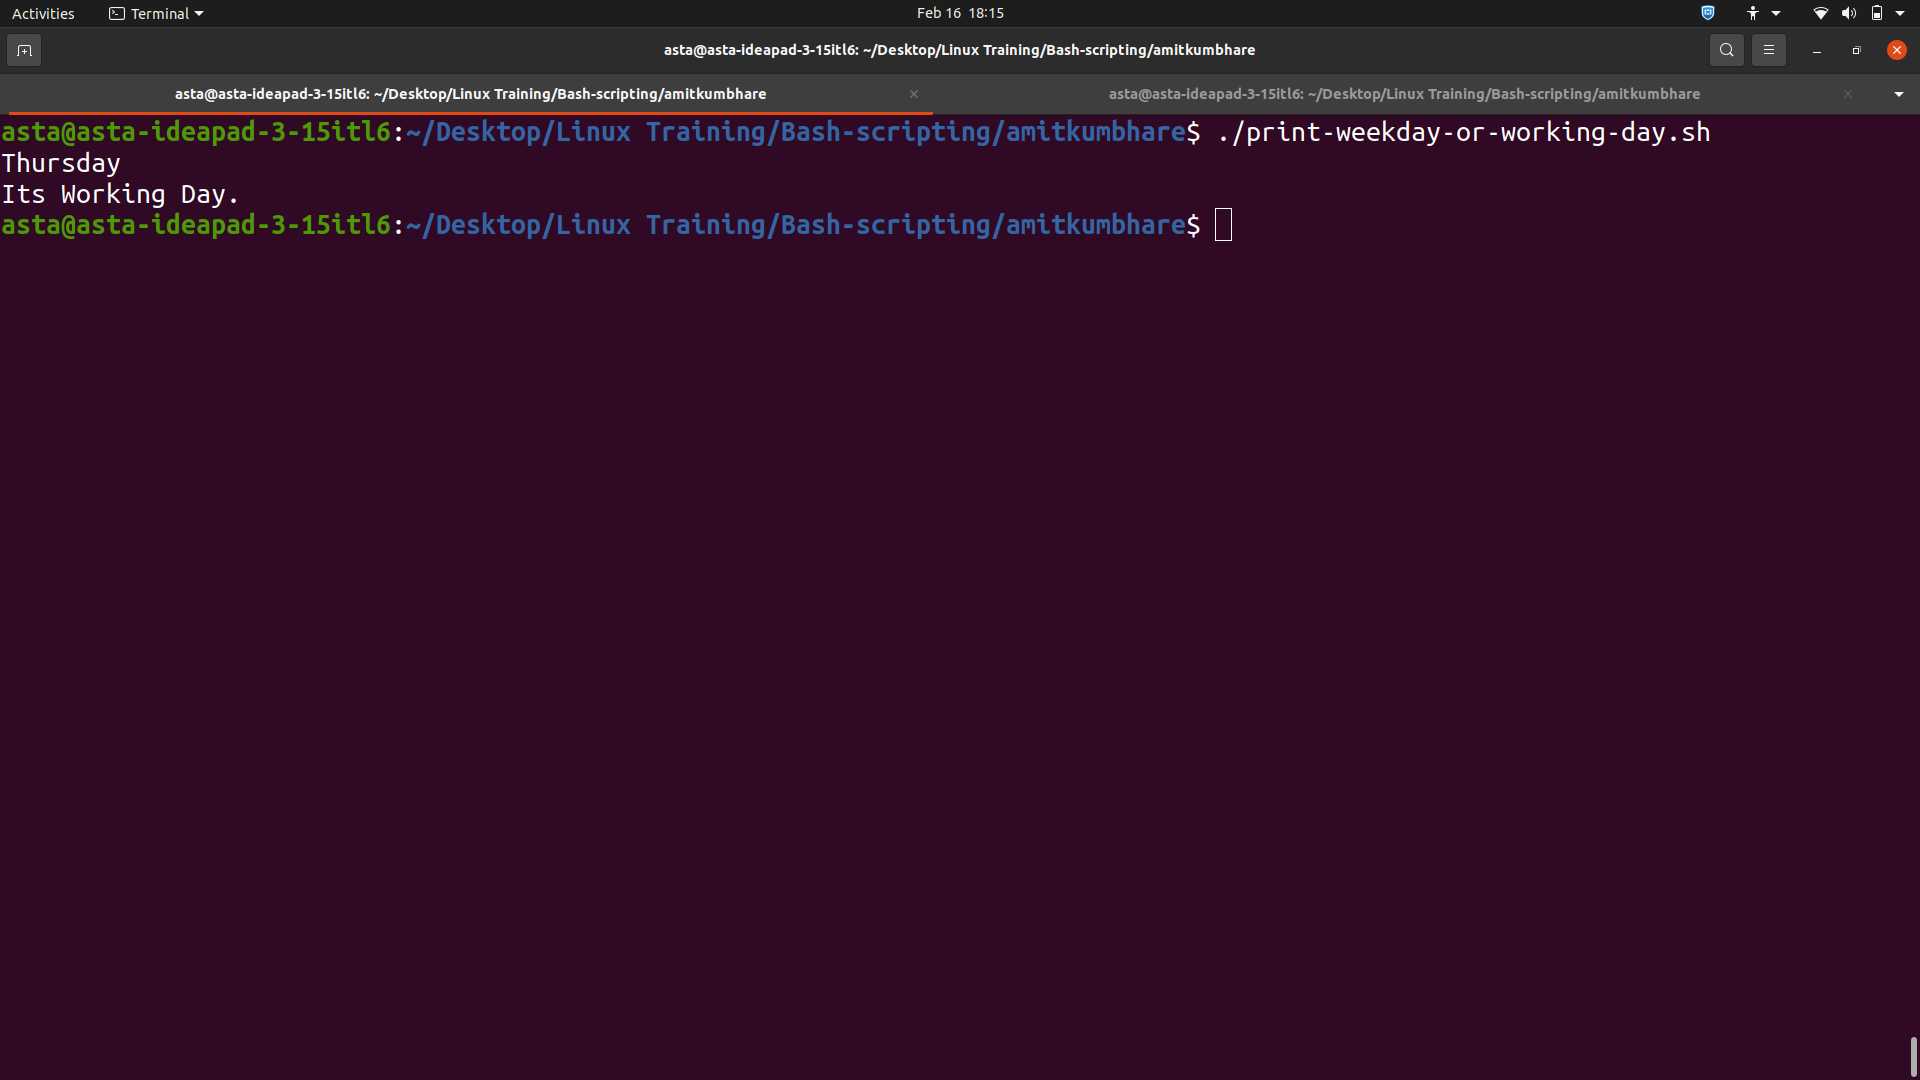 Activities Terminal Feb 16 18:15
asta@asta-ideapad-3-15itl6: ~/Desktop/Linux Training/Bash-scripting/amitkumbhare
asta@asta-ideapad-3-15itl6: ~/Desktop/Linux Training/Bash-scripting/amitkumbhare asta@asta-ideapad-3-15itl6: ~/Desktop/Linux Training/Bash-scripting/amitkumbhare
asta@asta-ideapad-3-15itl6:~/Desktop/Linux Training/Bash-scripting/amitkumbhare$ ./print-weekday-or-working-day.sh
Thursday
Its Working Day.
asta@asta-ideapad-3-15itl6:~/Desktop/Linux Training/Bash-scripting/amitkumbhare$